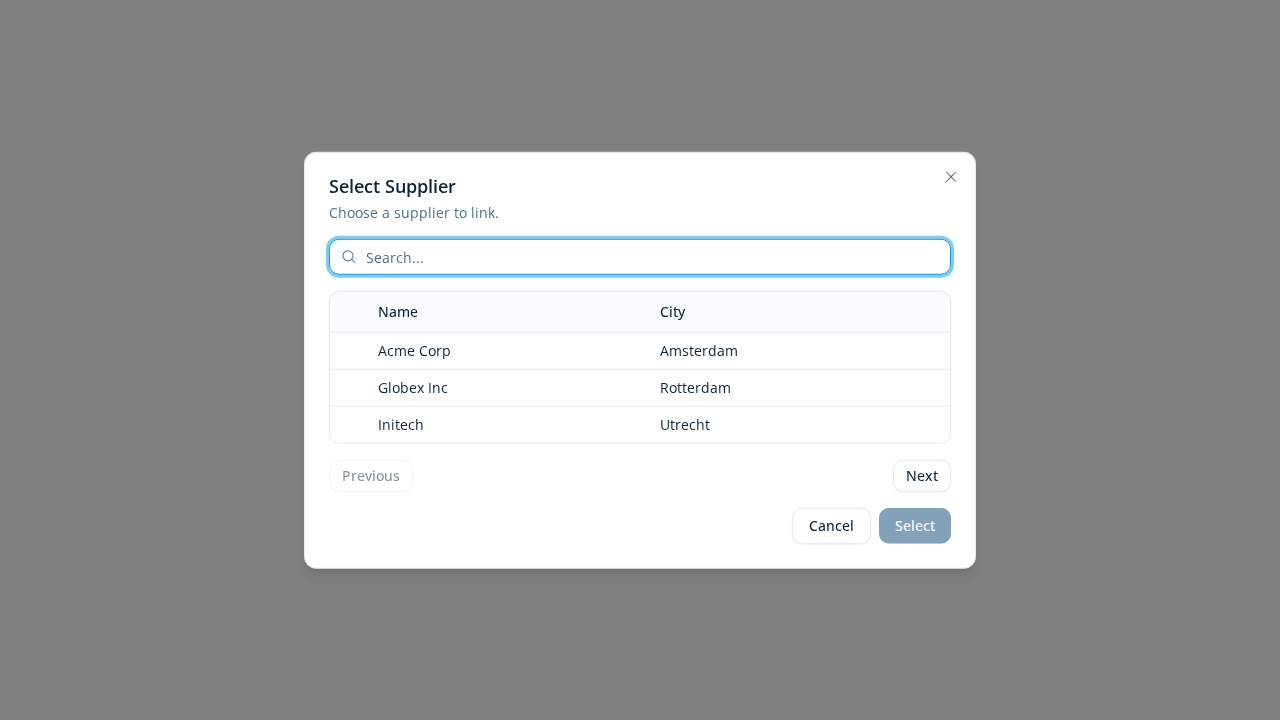 Select Supplier
Choose a supplier to link.
Search...
Name City
Acme Corp Amsterdam
Globex Inc Rotterdam
Initech Utrecht
Previous Next
Cancel Select